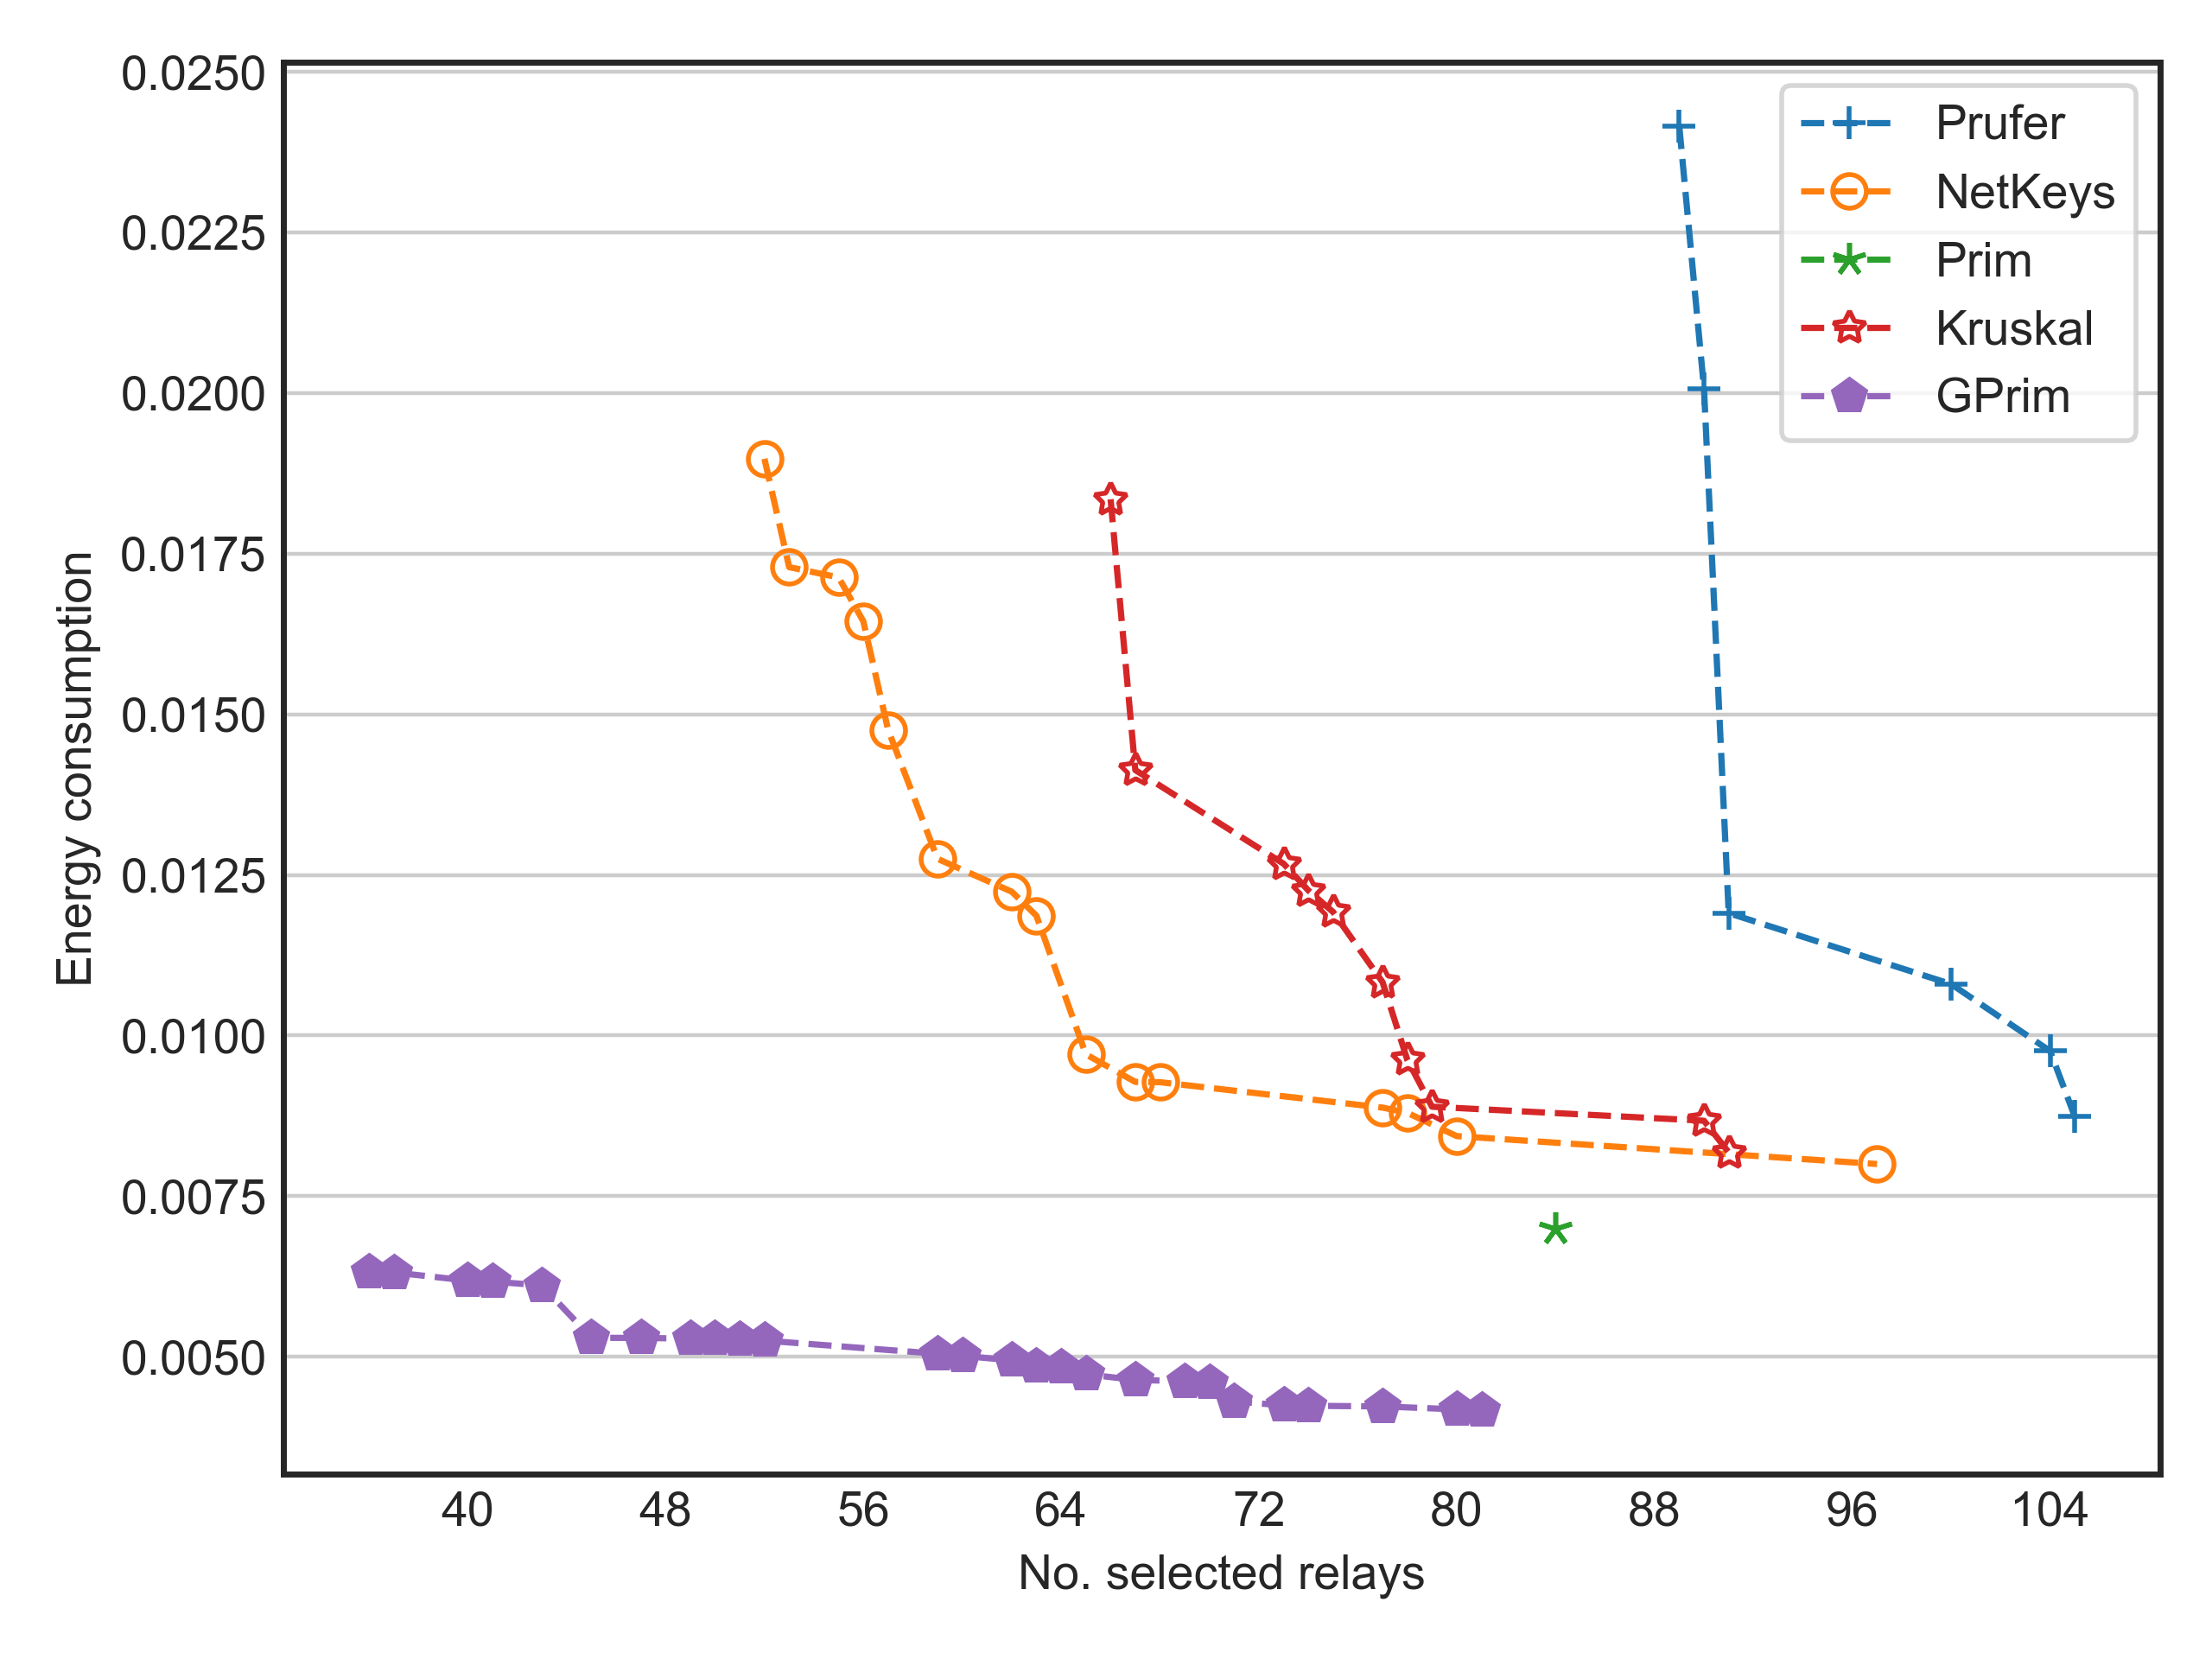 0.0250
0.0225
0.0200
0.0175
0.0150
0.0125
0.0100
0.0075
0.0050
Energy consumption
Prufer
NetKeys
Prim
Kruskal
GPrim
40 48 56 64 72 80 88 96 104
No. selected relays